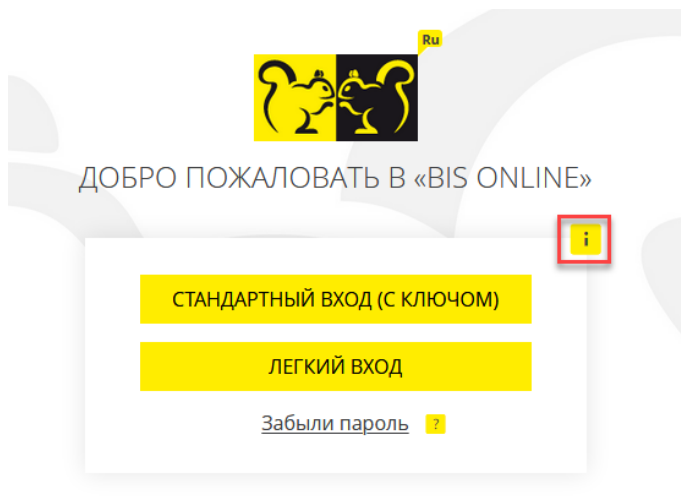 Ru
ДОБРО ПОЖАЛОВАТЬ В «BIS ONLINE»
i
СТАНДАРТНЫЙ ВХОД (С КЛЮЧОМ)
ЛЕГКИЙ ВХОД
Забыли пароль ?